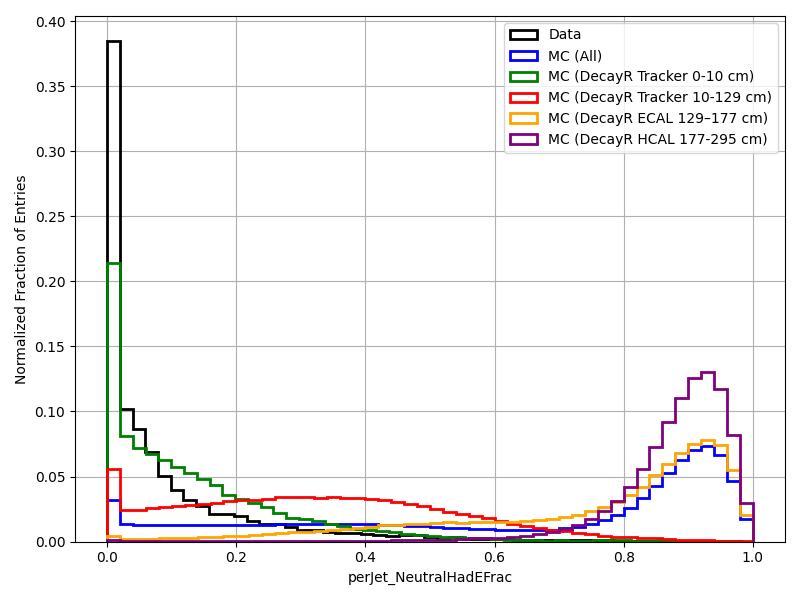 0.40
0.35
0.30
0.25
0.20
0.15
0.10
0.05
0.00
Normalized Fraction of Entries
Data
MC (All)
MC (DecayR Tracker 0-10 cm)
MC (DecayR Tracker 10-129 cm)
MC (DecayR ECAL 129–177 cm)
MC (DecayR HCAL 177-295 cm)
0.0 0.2 0.4 0.6 0.8 1.0
perJet_NeutralHadEFrac